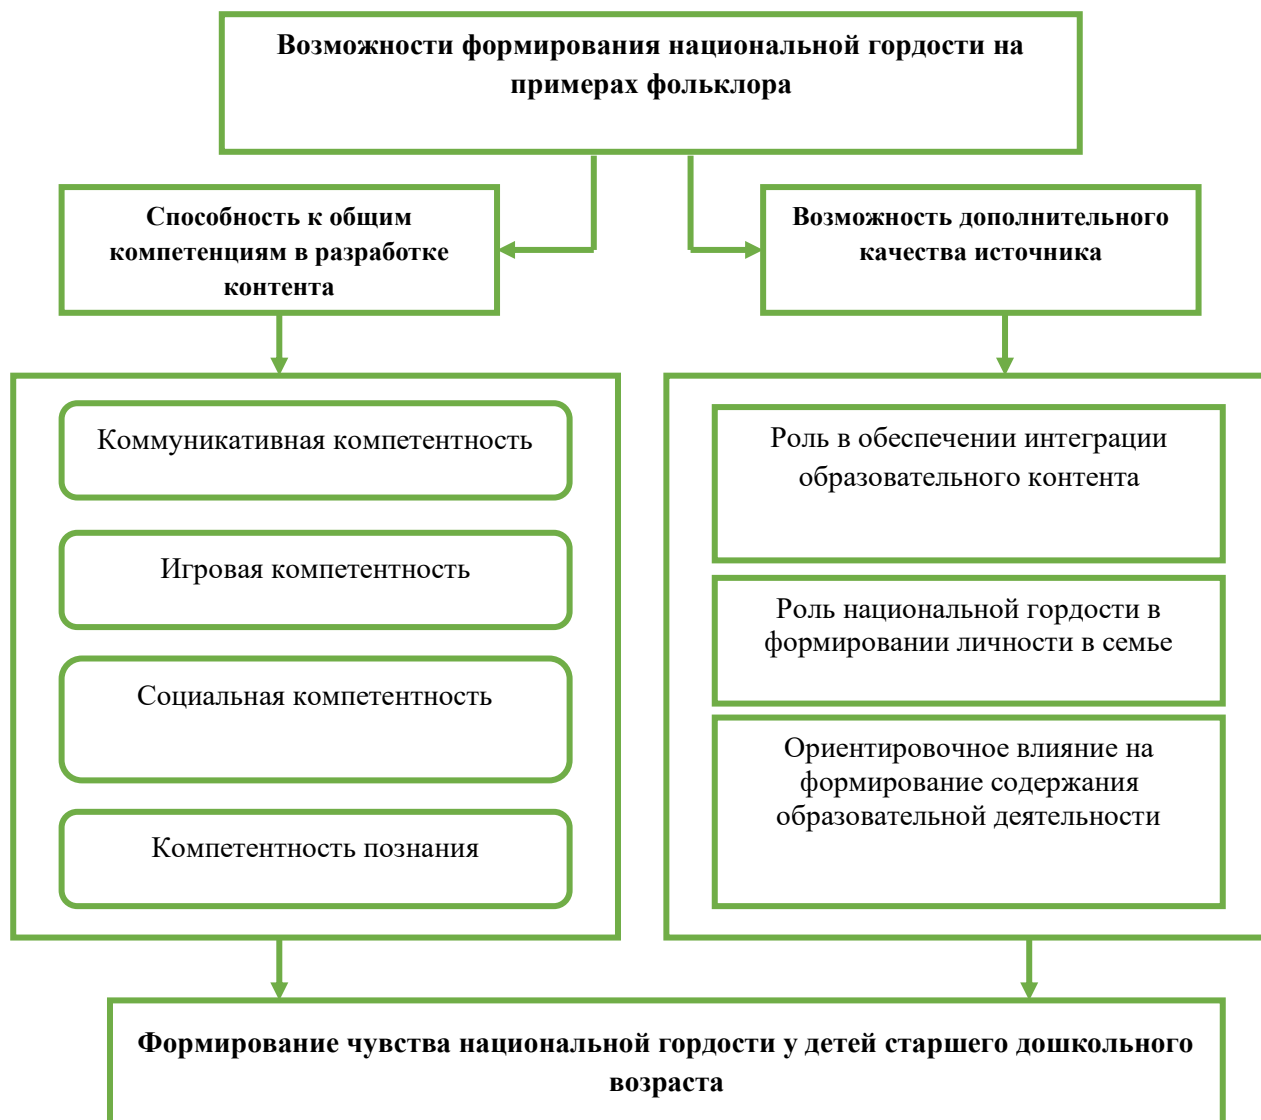 Возможности формирования национальной гордости на
примерах фольклора
Способность к общим
компетенциям в разработке
контента
Возможность дополнительного
качества источника
Коммуникативная компетентность
Игровая компетентность
Социальная компетентность
Компетентность познания
Роль в обеспечении интеграции
образовательного контента
Роль национальной гордости в
формировании личности в семье
Ориентировочное влияние на
формирование содержания
образовательной деятельности
Формирование чувства национальной гордости у детей старшего дошкольного
возраста